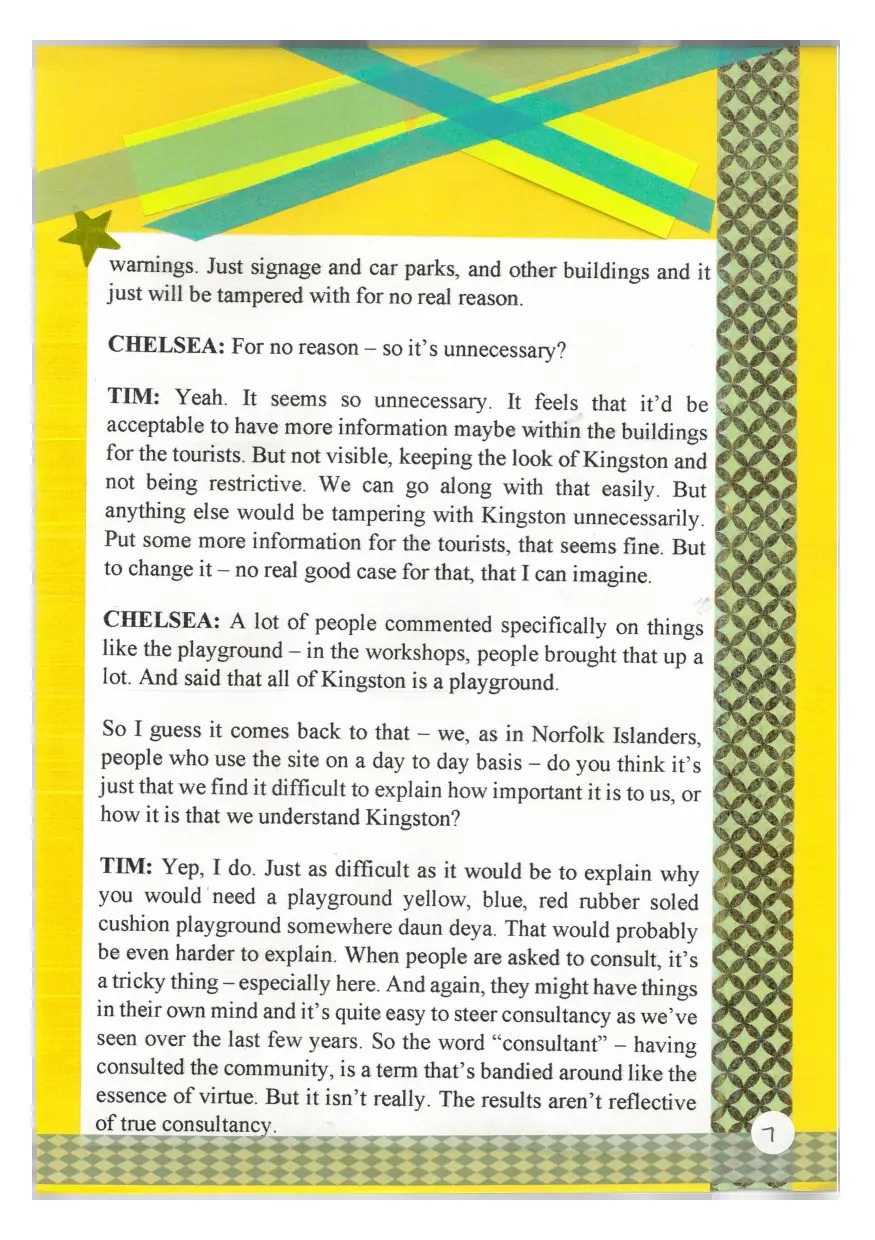 warnings. Just signage and car parks, and other buildings and it
just will be tampered with for no real reason.
CHELSEA: For no reason – so it's unnecessary?
TIM: Yeah. It seems so unnecessary. It feels that it'd be
acceptable to have more information maybe within the buildings
for the tourists. But not visible, keeping the look of Kingston and
not being restrictive. We can go along with that easily. But
anything else would be tampering with Kingston unnecessarily.
Put some more information for the tourists, that seems fine. But
to change it – no real good case for that, that I can imagine.
CHELSEA: A lot of people commented specifically on things
like the playground – in the workshops, people brought that up a
lot. And said that all of Kingston is a playground.
So I guess it comes back to that – we, as in Norfolk Islanders,
people who use the site on a day to day basis – do you think it's
just that we find it difficult to explain how important it is to us, or
how it is that we understand Kingston?
TIM: Yep, I do. Just as difficult as it would be to explain why
you would need a playground yellow, blue, red rubber soled
cushion playground somewhere daun deya. That would probably
be even harder to explain. When people are asked to consult, it's
a tricky thing – especially here. And again, they might have things
in their own mind and it's quite easy to steer consultancy as we've
seen over the last few years. So the word "consultant" – having
consulted the community, is a term that's bandied around like the
essence of virtue. But it isn't really. The results aren't reflective
of true consultancy.
7